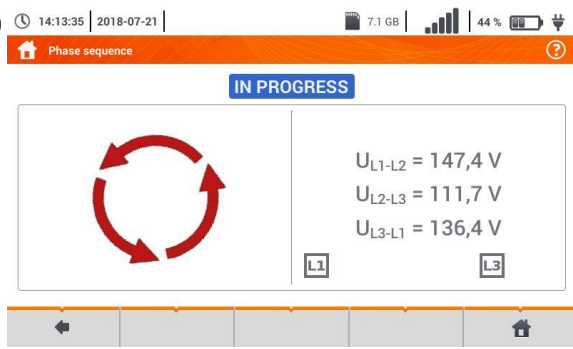 14:13:35 2018-07-21 7.1 GB 44 %
Phase sequence ?
IN PROGRESS
UL1-L2 = 147,4 V
UL2-L3 = 111,7 V
UL3-L1 = 136,4 V
L1 L3